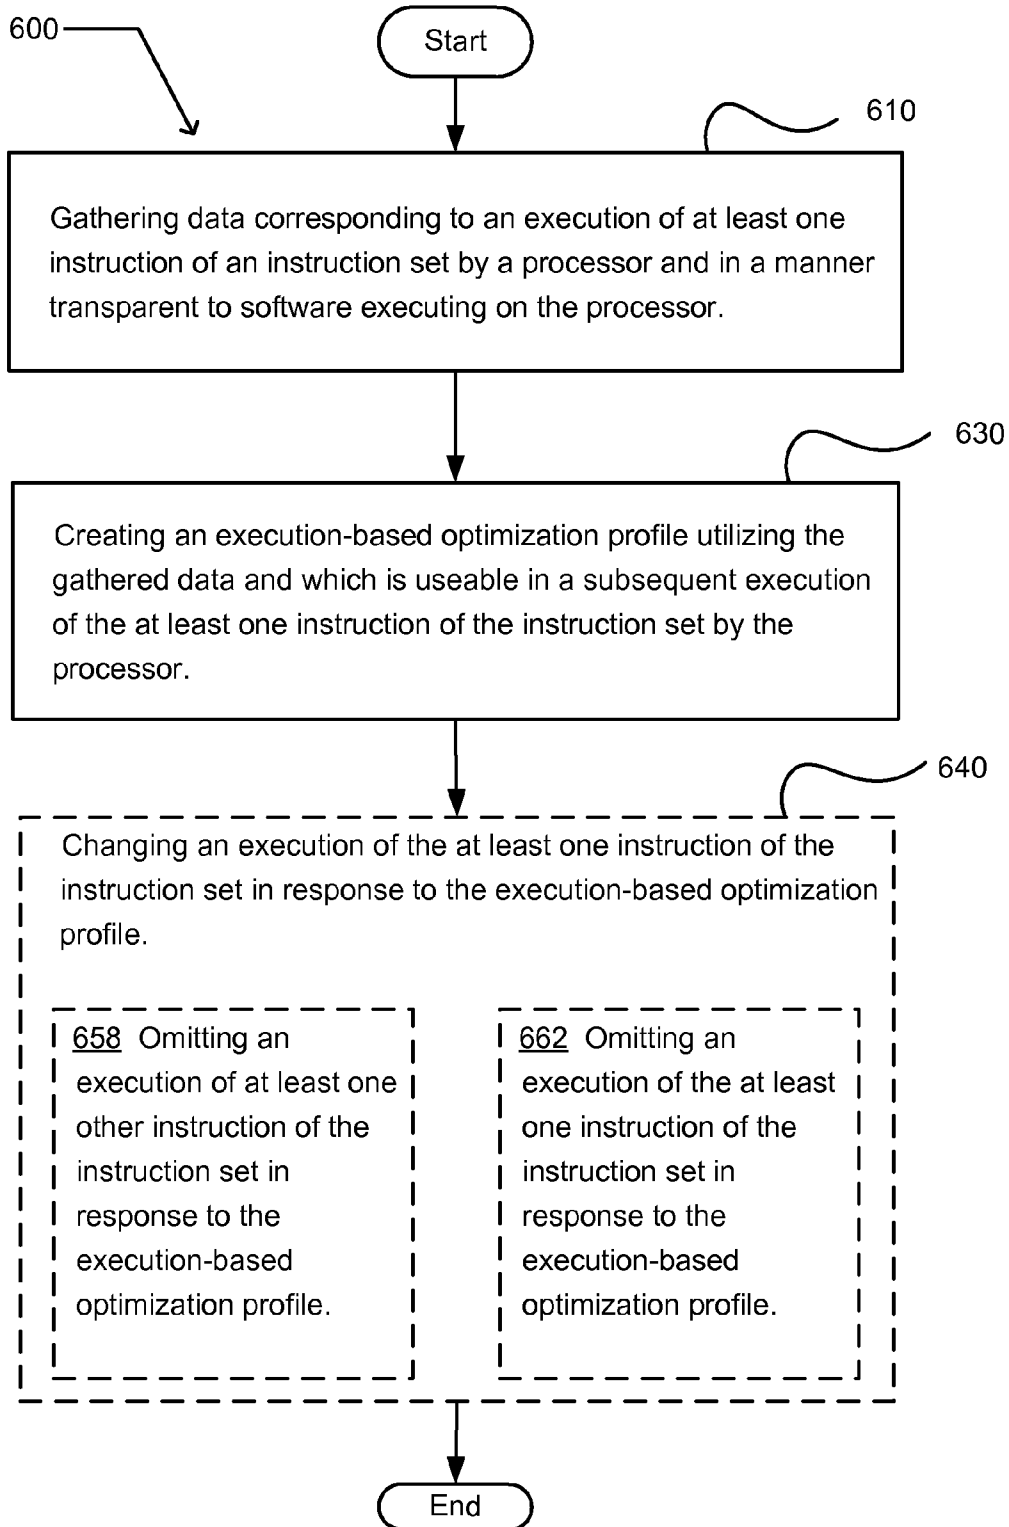 600
Start
610
Gathering data corresponding to an execution of at least one
instruction of an instruction set by a processor and in a manner
transparent to software executing on the processor.
630
Creating an execution-based optimization profile utilizing the
gathered data and which is useable in a subsequent execution
of the at least one instruction of the instruction set by the
processor.
640
Changing an execution of the at least one instruction of the
instruction set in response to the execution-based optimization
profile.
658 Omitting an
execution of at least one
other instruction of the
instruction set in
response to the
execution-based
optimization profile.
662 Omitting an
execution of the at least
one instruction of the
instruction set in
response to the
execution-based
optimization profile.
End